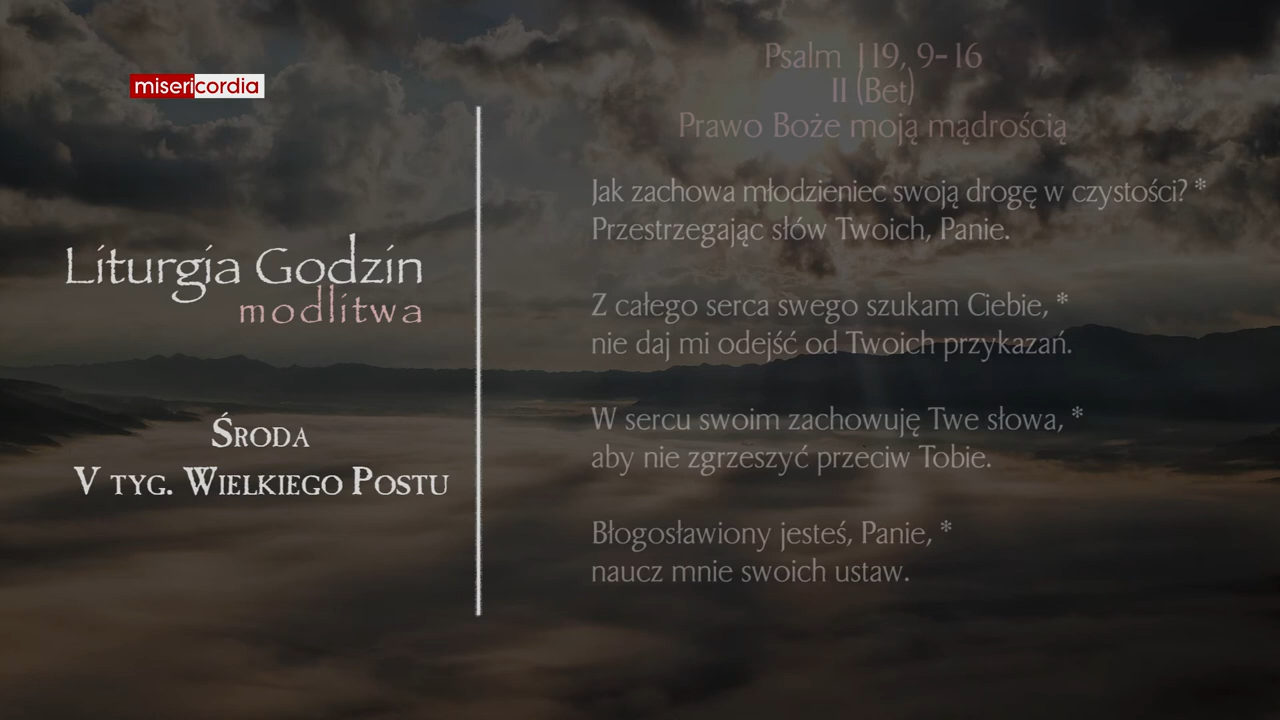 misericordia
Liturgia Godzin
modlitwa
Środa
V tyg. Wielkiego Postu
Psalm 119, 9-16
II (Bet)
Prawo Boże moją mądrością
Jak zachowa młodzieniec swoją drogę w czystości? *
Przestrzegając słów Twoich, Panie.
Z całego serca swego szukam Ciebie, *
nie daj mi odejść od Twoich przykazań.
W sercu swoim zachowuję Twe słowa, *
aby nie zgrzeszyć przeciw Tobie.
Błogosławiony jesteś, Panie, *
naucz mnie swoich ustaw.